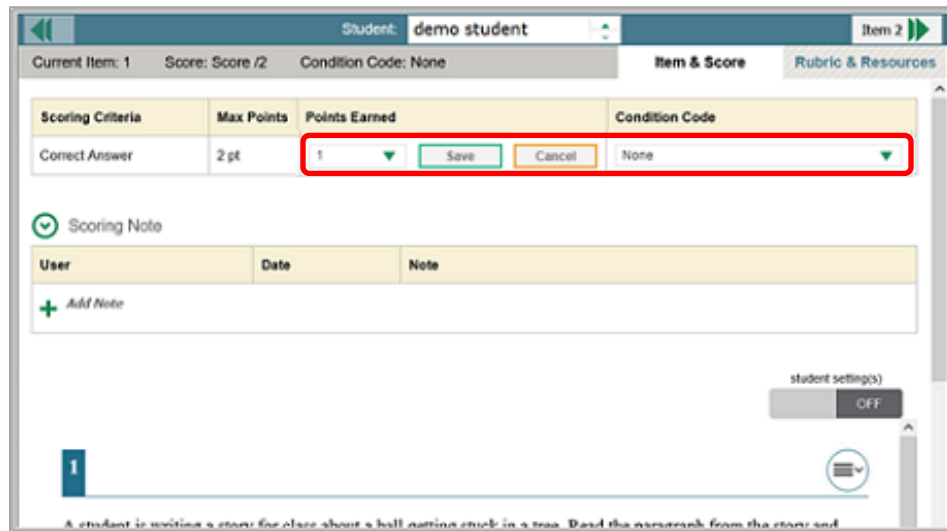 Student: demo student Item 2
Current Item: 1 Score: Score /2 Condition Code: None Item & Score Rubric & Resources
Scoring Criteria Max Points Points Earned Condition Code
Correct Answer 2 pt 1 Save Cancel None
Scoring Note
User Date Note
Add Note
student setting(s)
OFF
1
A student is writing a story for class about a ball getting stuck in a tree. Read the paragraph from the story and